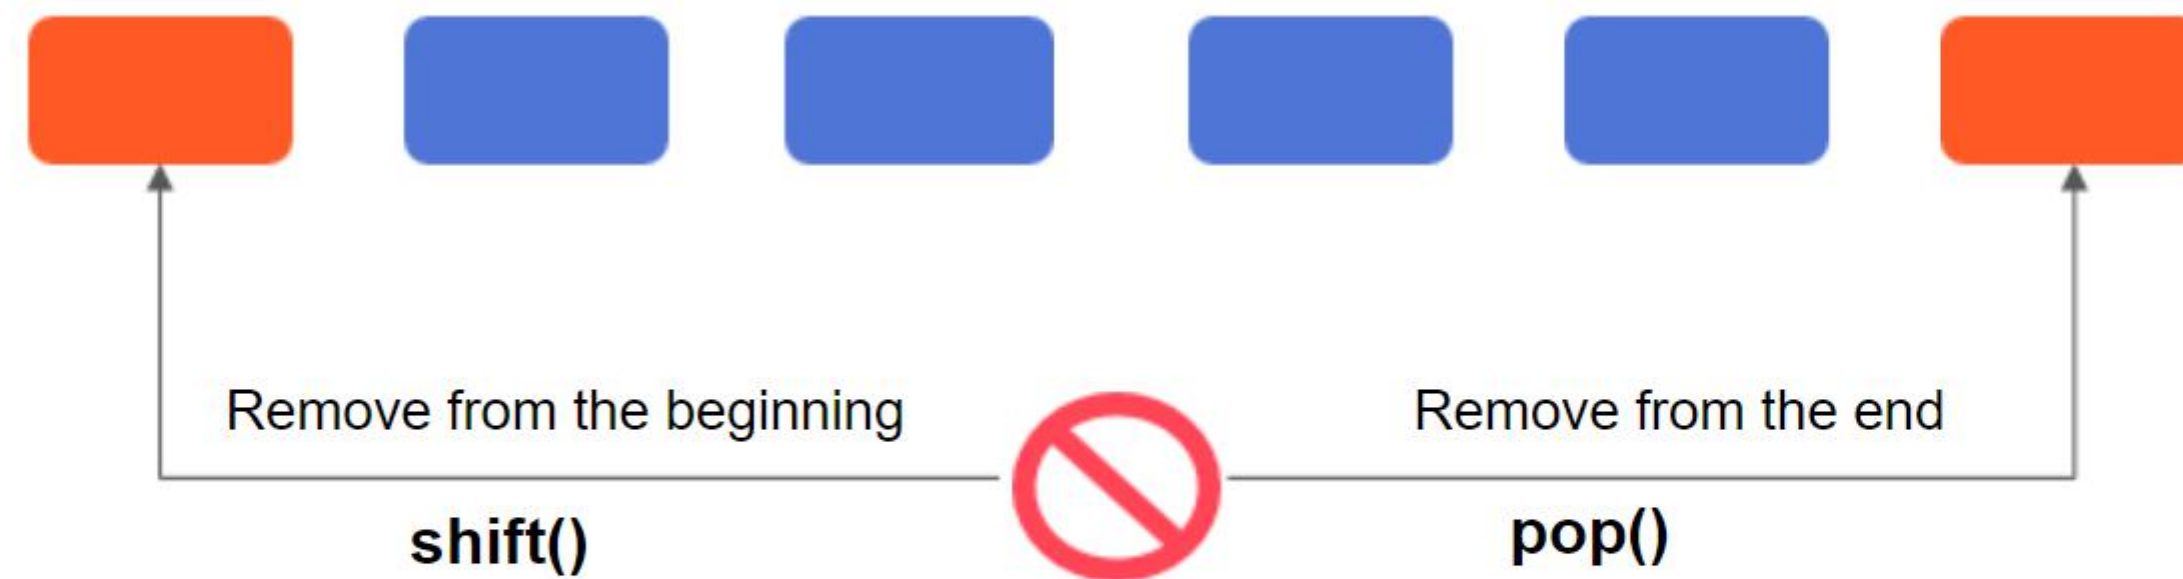 Remove from the beginning
Remove from the end
shift()
pop()